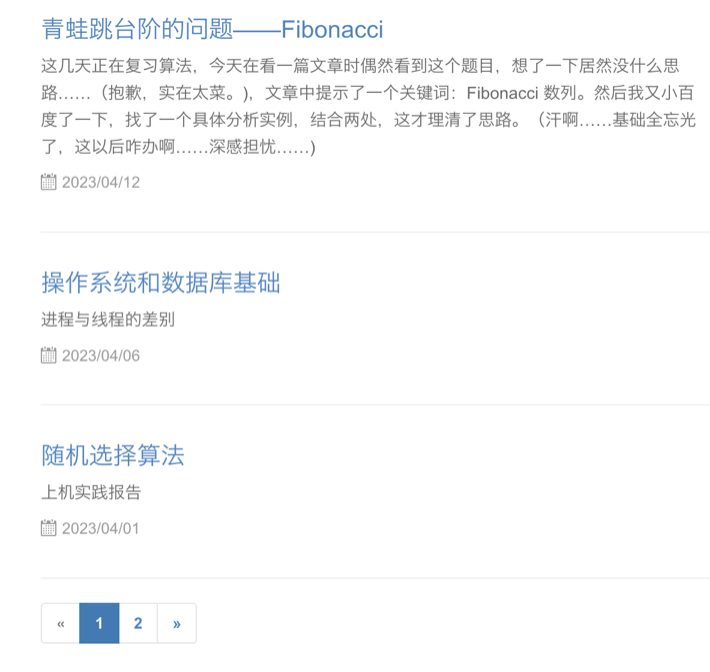 青蛙跳台阶的问题——Fibonacci
这几天正在复习算法，今天在看一篇文章时偶然看到这个题目，想了一下居然没什么思
路……（抱歉，实在太菜。)，文章中提示了一个关键词：Fibonacci 数列。然后我又小百
度了一下，找了一个具体分析实例，结合两处，这才理清了思路。（汗啊……基础全忘光
了，这以后咋办啊……深感担忧……)
2023/04/12
操作系统和数据库基础
进程与线程的差别
2023/04/06
随机选择算法
上机实践报告
2023/04/01
« 1 2 »